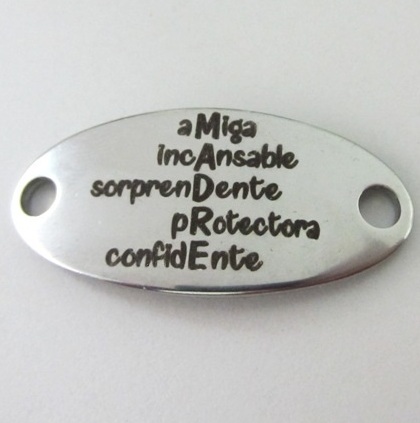 aMiga
incAnsable
sorprenDente
pRotectora
confidEnte